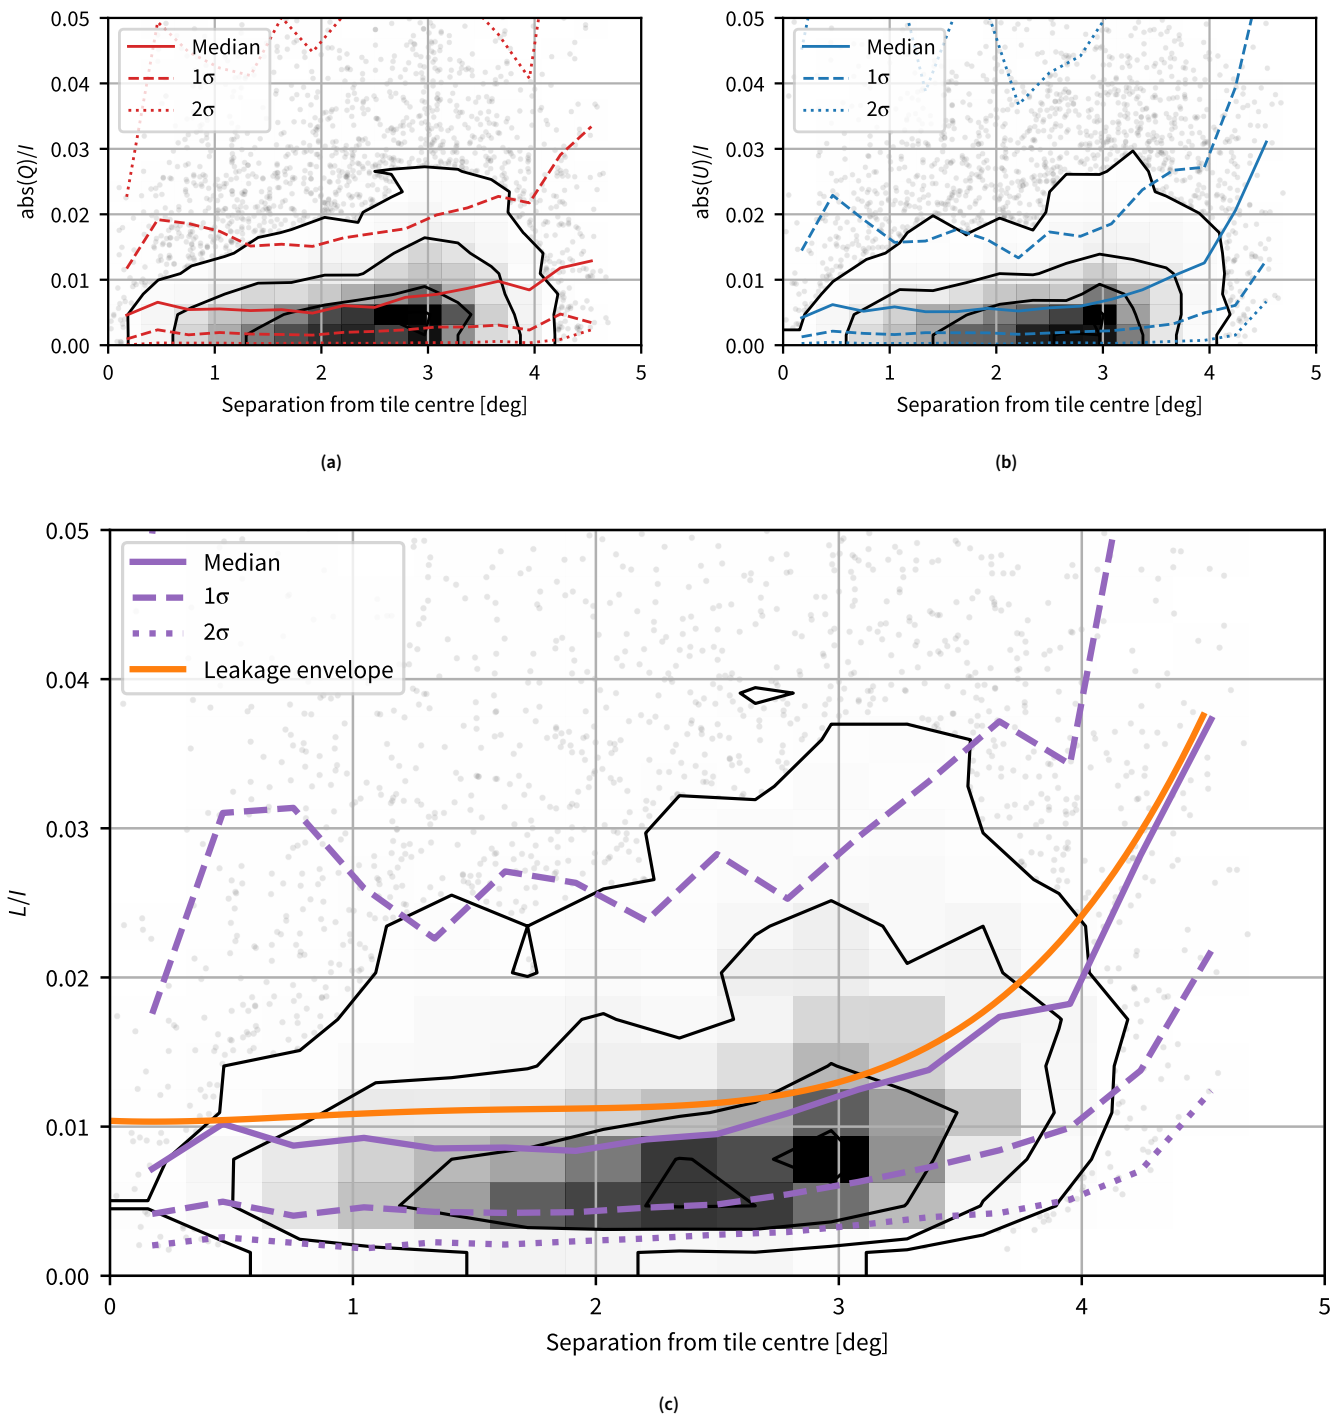 0.05
0.04
0.03
0.02
0.01
0.00
abs(Q)/I
Median
1σ
2σ
0 1 2 3 4 5
Separation from tile centre [deg]
(a)
0.05
0.04
0.03
0.02
0.01
0.00
abs(U)/I
Median
1σ
2σ
0 1 2 3 4 5
Separation from tile centre [deg]
(b)
0.05
0.04
0.03
0.02
0.01
0.00
L/I
Median
1σ
2σ
Leakage envelope
0 1 2 3 4 5
Separation from tile centre [deg]
(c)